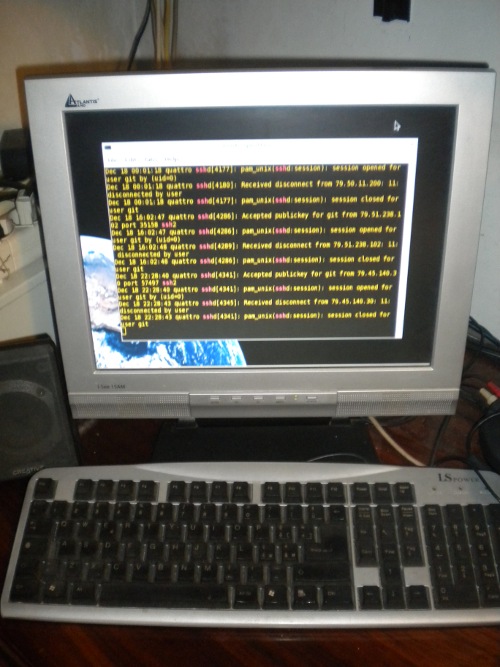 ATLANTIS
Dec 18 00:01:18 quattro sshd[4177]: pam_unix(sshd:session): session opened for
user git by (uid=0)
Dec 18 00:01:18 quattro sshd[4180]: Received disconnect from 79.50.11.200: 11:
disconnected by user
Dec 18 00:01:18 quattro sshd[4177]: pam_unix(sshd:session): session closed for
user git
Dec 18 16:02:47 quattro sshd[4286]: Accepted publickey for git from 79.51.238.1
02 port 35158 ssh2
Dec 18 16:02:47 quattro sshd[4286]: pam_unix(sshd:session): session opened for
user git by (uid=0)
Dec 18 16:02:48 quattro sshd[4289]: Received disconnect from 79.51.238.102: 11:
disconnected by user
Dec 18 16:02:48 quattro sshd[4286]: pam_unix(sshd:session): session closed for
user git
Dec 18 22:28:40 quattro sshd[4341]: Accepted publickey for git from 79.45.140.3
0 port 57497 ssh2
Dec 18 22:28:40 quattro sshd[4341]: pam_unix(sshd:session): session opened for
user git by (uid=0)
Dec 18 22:28:43 quattro sshd[4345]: Received disconnect from 79.45.140.30: 11:
disconnected by user
Dec 18 22:28:43 quattro sshd[4341]: pam_unix(sshd:session): session closed for
user git
CREATIVE
LS POWER